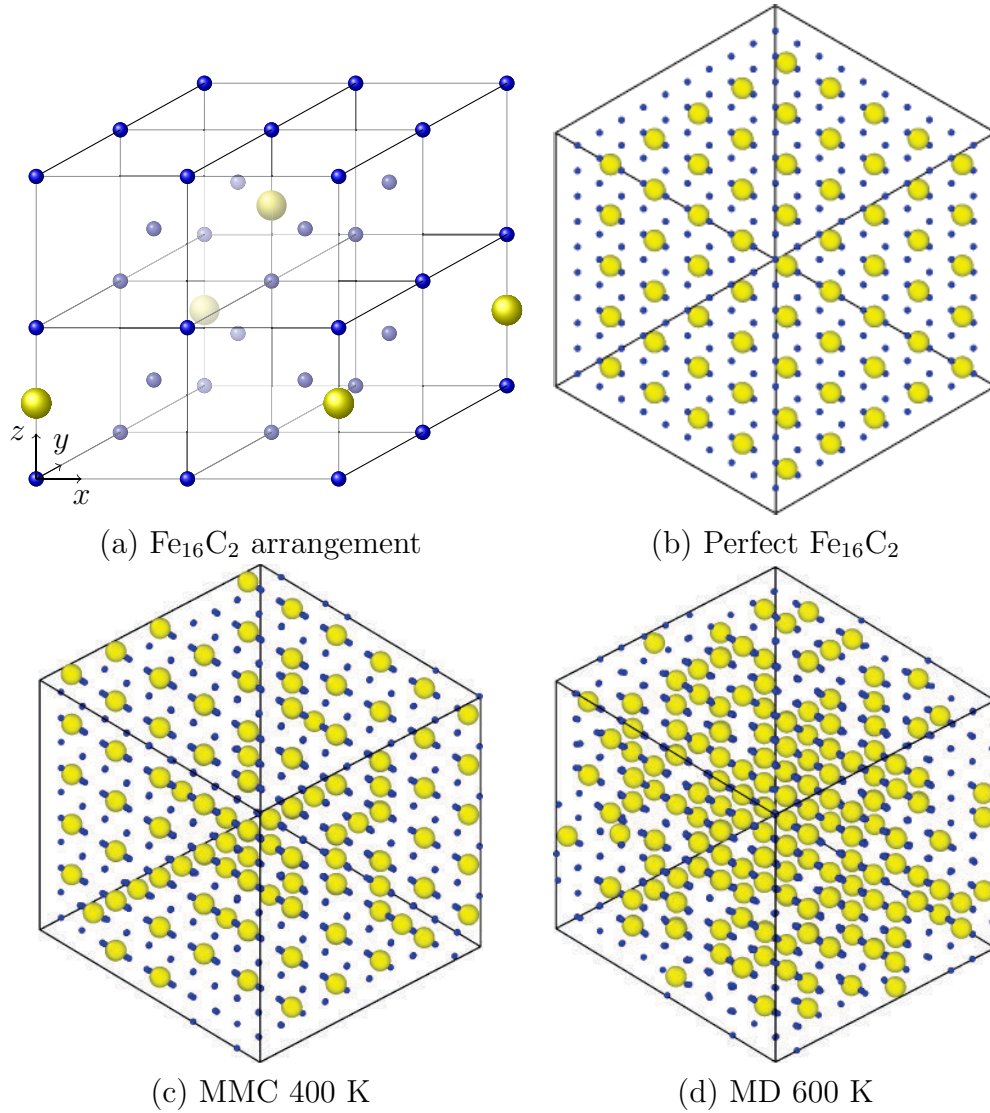 z
y
x
(a) Fe₁₆C₂ arrangement
(b) Perfect Fe₁₆C₂
(c) MMC 400 K
(d) MD 600 K